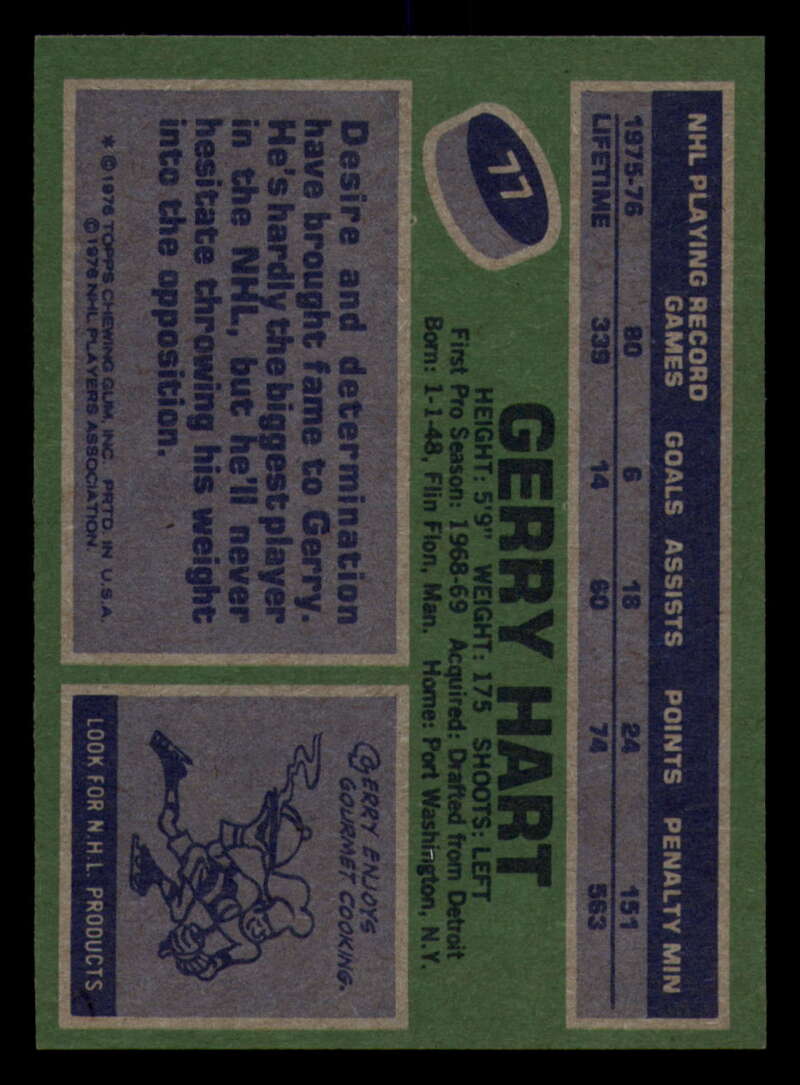 77
GERRY HART
HEIGHT: 5'9" WEIGHT: 175 SHOOTS: LEFT
First Pro Season: 1968-69 Acquired: Drafted from Detroit
Born: 1-1-48, Flin Flon, Man. Home: Port Washington, N.Y.
NHL PLAYING RECORD
GAMES GOALS ASSISTS POINTS PENALTY MIN
1975-76 80 6 18 24 151
LIFETIME 339 14 60 74 563
Desire and determination
have brought fame to Gerry.
He's hardly the biggest player
in the NHL, but he'll never
hesitate throwing his weight
into the opposition.
* © 1976 TOPPS CHEWING GUM, INC. PRTD. IN U.S.A.
© 1976 NHL PLAYERS ASSOCIATION
GERRY ENJOYS
GOURMET COOKING.
LOOK FOR N.H.L. PRODUCTS